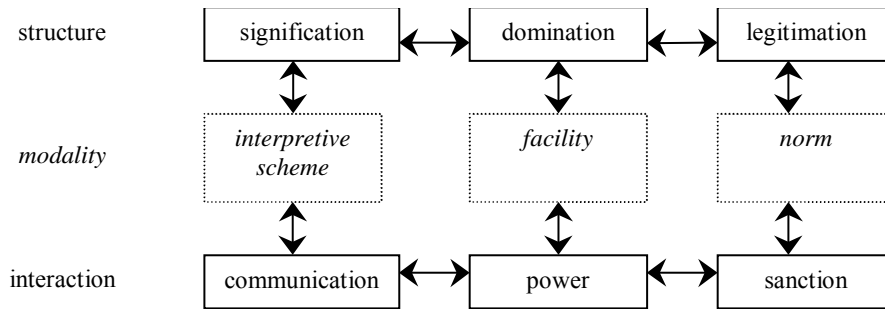 structure signification domination legitimation
modality interpretive scheme facility norm
interaction communication power sanction